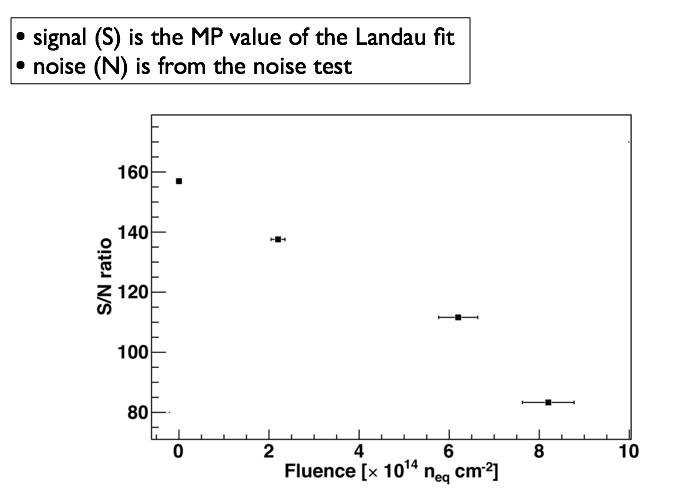 • signal (S) is the MP value of the Landau fit
• noise (N) is from the noise test
160
140
120
100
80
S/N ratio
0 2 4 6 8 10
Fluence [× 10¹⁴ nₑq cm⁻²]